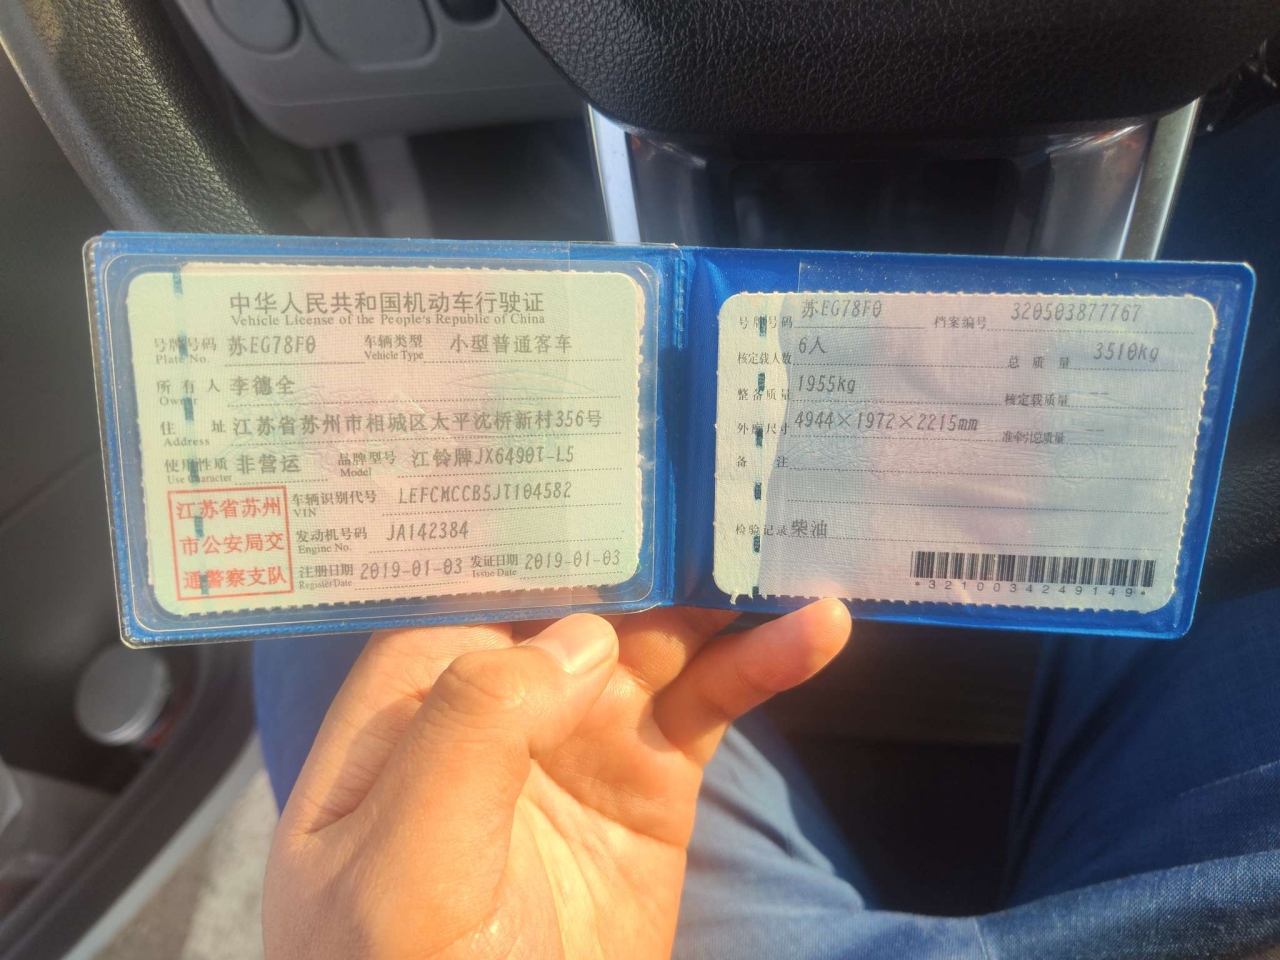 中华人民共和国机动车行驶证
Vehicle License of the People's Republic of China
号牌号码 苏EG78F0 车辆类型 小型普通客车
Plate No. Vehicle Type
所有人 李德全
Owner
住址 江苏省苏州市相城区太平沈桥新村356号
Address
使用性质 非营运 品牌型号 江铃牌JX6490T-L5
Use Character Model
江苏省苏州
市公安局交
通警察支队
车辆识别代号 LEFCMCCB5JT104582
VIN
发动机号码 JA142384
Engine No.
注册日期 2019-01-03 发证日期 2019-01-03
Register Date Issue Date
号牌号码 苏EG78F0 档案编号 320503877767
核定载人数 6人 总质量 3510kg
整备质量 1955kg 核定载质量 --
外廓尺寸 4944×1972×2215mm 准牵引总质量 --
备注
检验记录 柴油
*3210034249149*